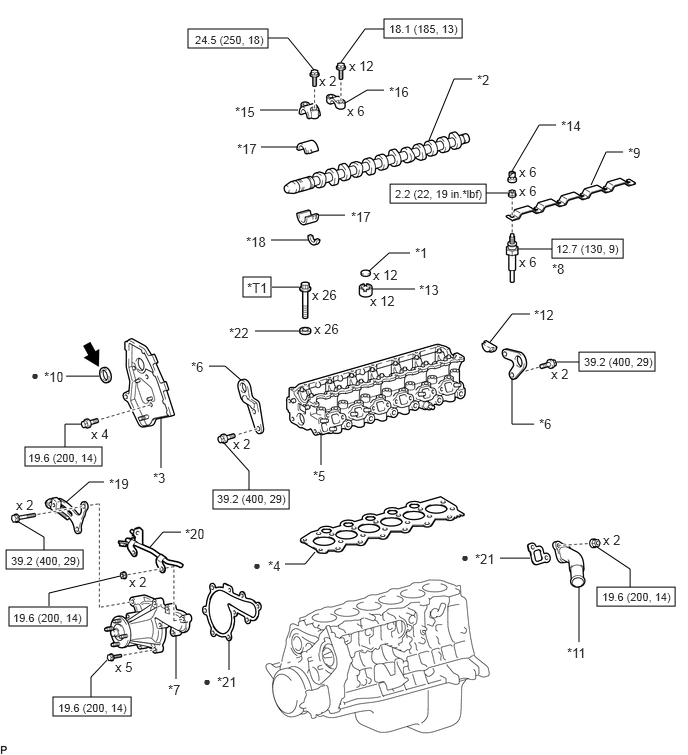 18.1 (185, 13)
24.5 (250, 18)
x 12
x 2
*2
*16
*15
x 6
*14
*17
x 6
*9
x 6
2.2 (22, 19 in.*lbf)
*17
*18
12.7 (130, 9)
x 6
*8
*1
x 12
*T1
x 26
*13
x 12
*22
x 26
*12
*6
39.2 (400, 29)
x 2
• *10
*6
x 4
x 2
19.6 (200, 14)
*3
*5
*19
39.2 (400, 29)
x 2
*20
x 2
39.2 (400, 29)
• *21
• *4
x 2
19.6 (200, 14)
19.6 (200, 14)
*11
x 5
*7
• *21
19.6 (200, 14)
P